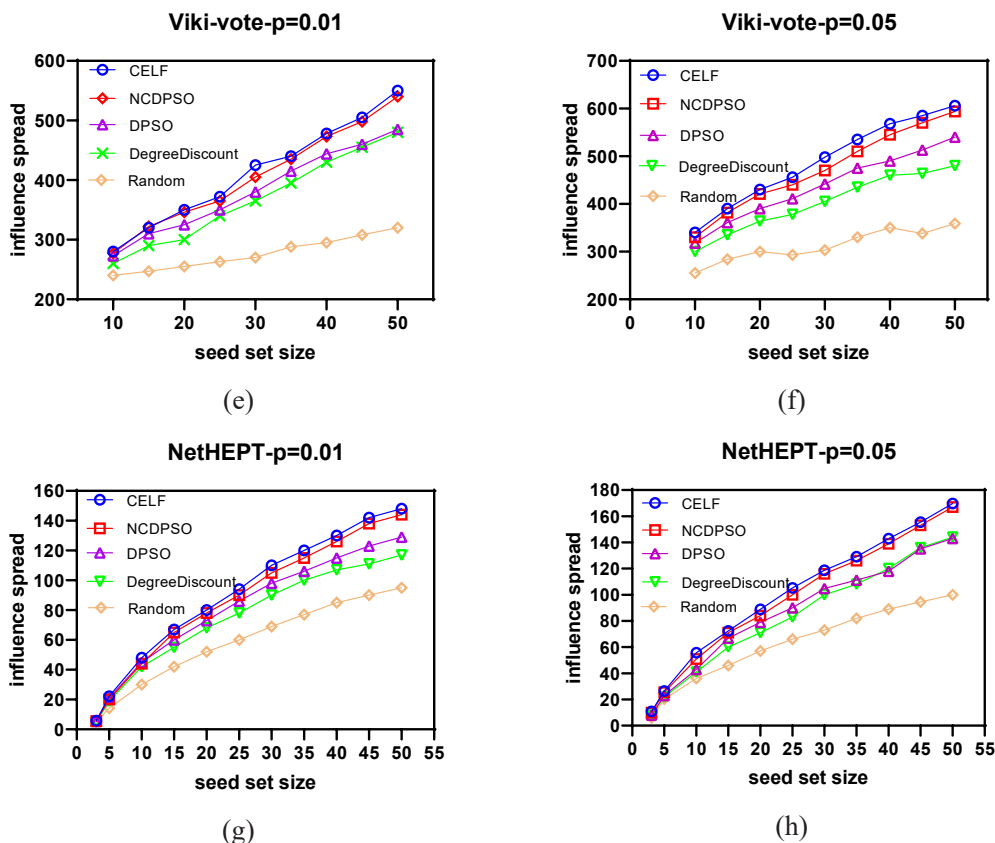 Viki-vote-p=0.01
600
500
400
300
200
influence spread
CELF
NCDPSO
DPSO
DegreeDiscount
Random
10 20 30 40 50
seed set size
(e)
Viki-vote-p=0.05
700
600
500
400
300
200
influence spread
CELF
NCDPSO
DPSO
DegreeDiscount
Random
0 10 20 30 40 50
seed set size
(f)
NetHEPT-p=0.01
160
140
120
100
80
60
40
20
0
influence spread
CELF
NCDPSO
DPSO
DegreeDiscount
Random
0 5 10 15 20 25 30 35 40 45 50 55
seed set size
(g)
NetHEPT-p=0.05
180
160
140
120
100
80
60
40
20
0
influence spread
CELF
NCDPSO
DPSO
DegreeDiscount
Random
0 5 10 15 20 25 30 35 40 45 50 55
seed set size
(h)